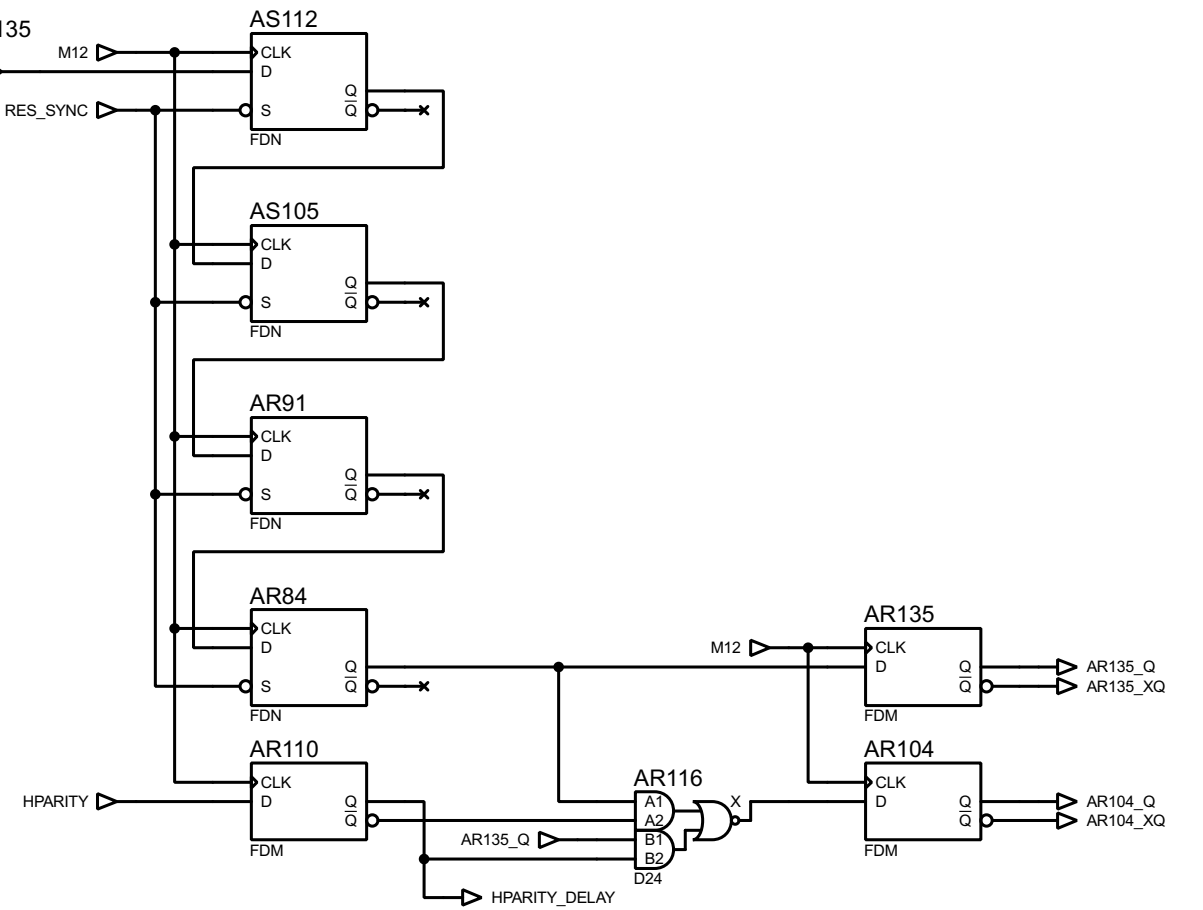 135
AS112
M12
CLK
D
Q
RES_SYNC
S
Q
FDN
AS105
CLK
D
Q
S
Q
FDN
AR91
CLK
D
Q
S
Q
FDN
AR84
CLK
D
Q
S
Q
FDN
AR135
M12
CLK
D
Q
AR135_Q
Q
AR135_XQ
FDM
AR110
CLK
HPARITY
D
Q
Q
FDM
AR116
A1
A2
X
AR135_Q
B1
B2
D24
HPARITY_DELAY
AR104
CLK
D
Q
AR104_Q
Q
AR104_XQ
FDM